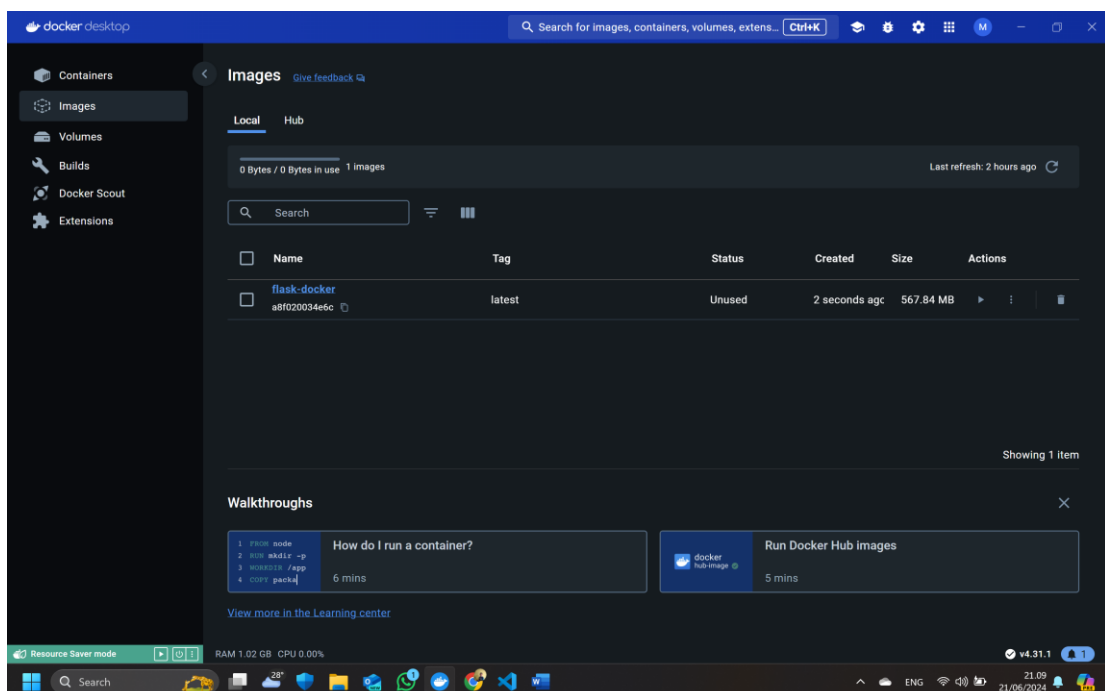 docker desktop
Search for images, containers, volumes, extens... Ctrl+K
M
Containers
Images
Volumes
Builds
Docker Scout
Extensions
Images Give feedback
Local Hub
0 Bytes / 0 Bytes in use 1 images
Last refresh: 2 hours ago
Search
Name Tag Status Created Size Actions
flask-docker
a8f020034e6c
latest Unused 2 seconds agc 567.84 MB
Showing 1 item
Walkthroughs
1 FROM node
2 RUN mkdir -p
3 WORKDIR /app
4 COPY packa
How do I run a container?
6 mins
docker
hub-image
Run Docker Hub images
5 mins
View more in the Learning center
Resource Saver mode
RAM 1.02 GB CPU 0.00%
v4.31.1
1
Search
28°
ENG
21.09
21/06/2024